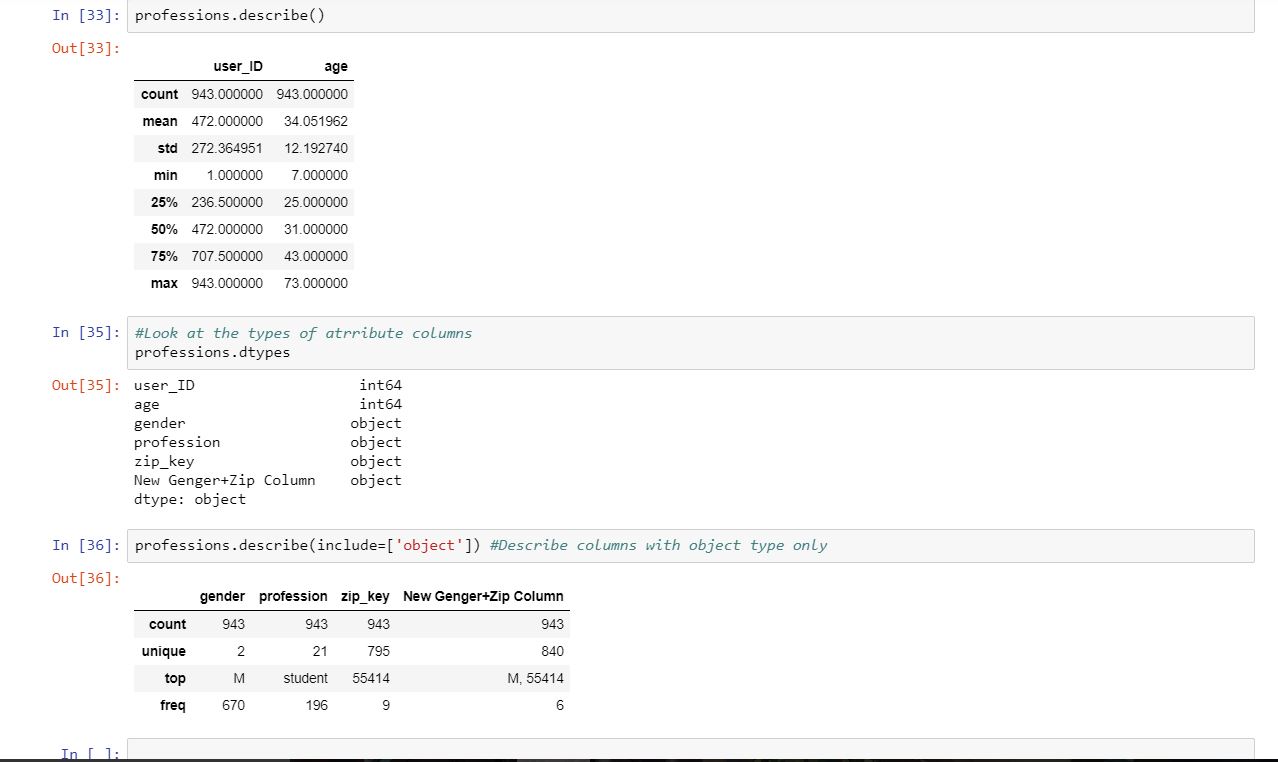 In [33]: professions.describe()
Out[33]:
user_ID age
count 943.000000 943.000000
mean 472.000000 34.051962
std 272.364951 12.192740
min 1.000000 7.000000
25% 236.500000 25.000000
50% 472.000000 31.000000
75% 707.500000 43.000000
max 943.000000 73.000000
In [35]: #Look at the types of atrribute columns
professions.dtypes
Out[35]: user_ID int64
age int64
gender object
profession object
zip_key object
New Genger+Zip Column object
dtype: object
In [36]: professions.describe(include=['object']) #Describe columns with object type only
Out[36]:
gender profession zip_key New Genger+Zip Column
count 943 943 943 943
unique 2 21 795 840
top M student 55414 M, 55414
freq 670 196 9 6
In [ ]: